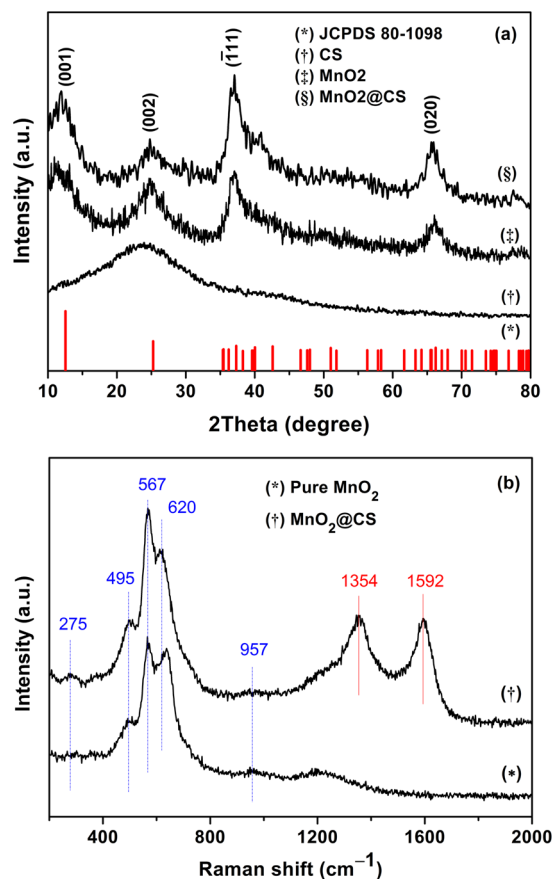 (*) JCPDS 80-1098
(a)
(†) CS
(‡) MnO2
(§) MnO2@CS
(001)
(002)
(1̄11)
(020)
(§)
(‡)
(†)
(*)
Intensity (a.u.)
10 20 30 40 50 60 70 80
2Theta (degree)
(*) Pure MnO₂
(b)
(†) MnO₂@CS
567
620
495
275
957
1354
1592
(†)
(*)
Intensity (a.u.)
400 800 1200 1600 2000
Raman shift (cm⁻¹)